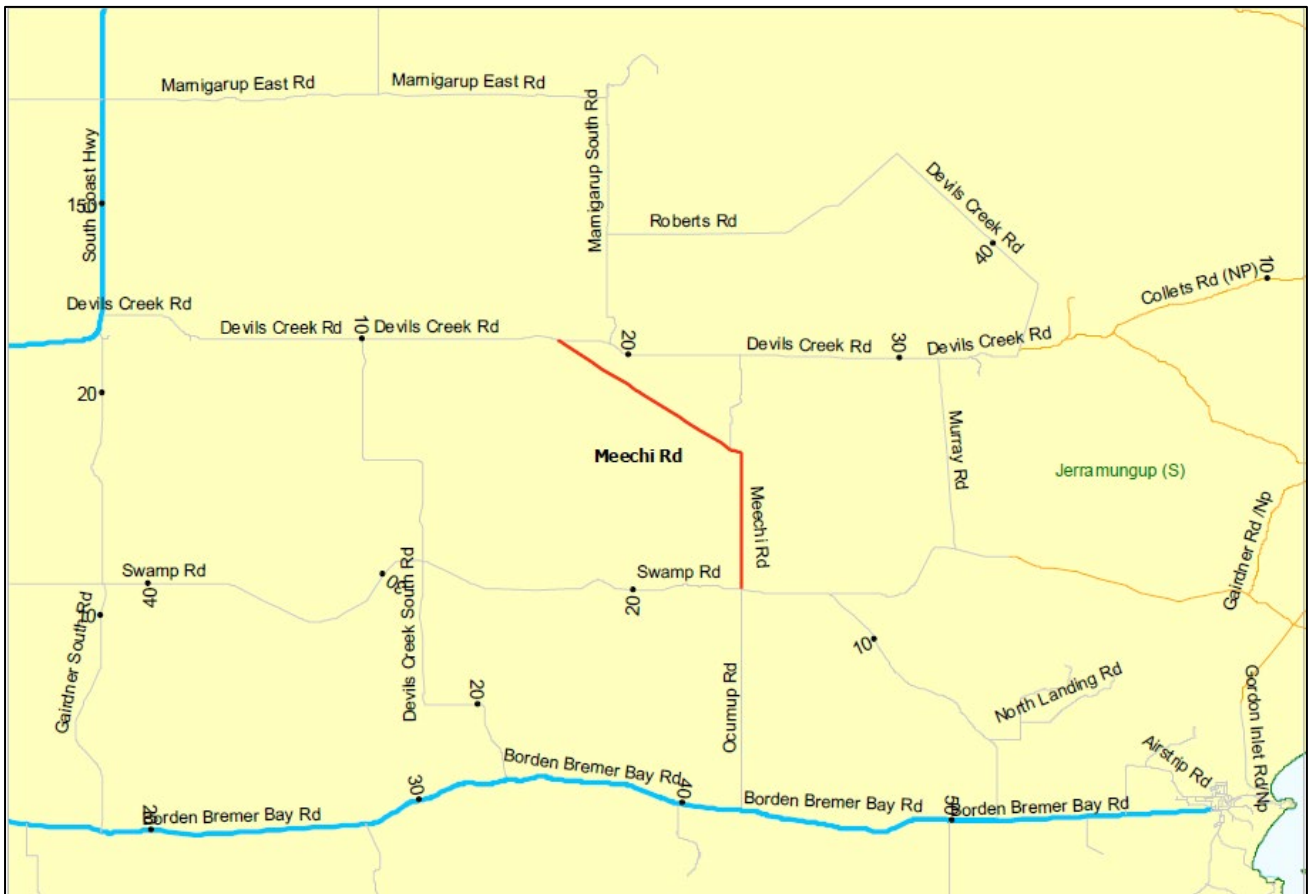 Mamigarup East Rd
Mamigarup East Rd
South Coast Hwy
Mamigarup South Rd
150
Devils Creek Rd
Roberts Rd
40
Collets Rd (NP)
10
Devils Creek Rd
Devils Creek Rd
10
Devils Creek Rd
20
Devils Creek Rd
30
Devils Creek Rd
20
Meechi Rd
Murray Rd
Jerramungup (S)
Meechi Rd
Gairdner Rd /Np
Swamp Rd
40
30
Devils Creek South Rd
Swamp Rd
20
10
Gairdner South Rd
10
20
Ocumup Rd
North Landing Rd
Gordon Inlet Rd/Np
Airstrip Rd
Borden Bremer Bay Rd
30
40
20
Borden Bremer Bay Rd
Borden Bremer Bay Rd
50
Borden Bremer Bay Rd